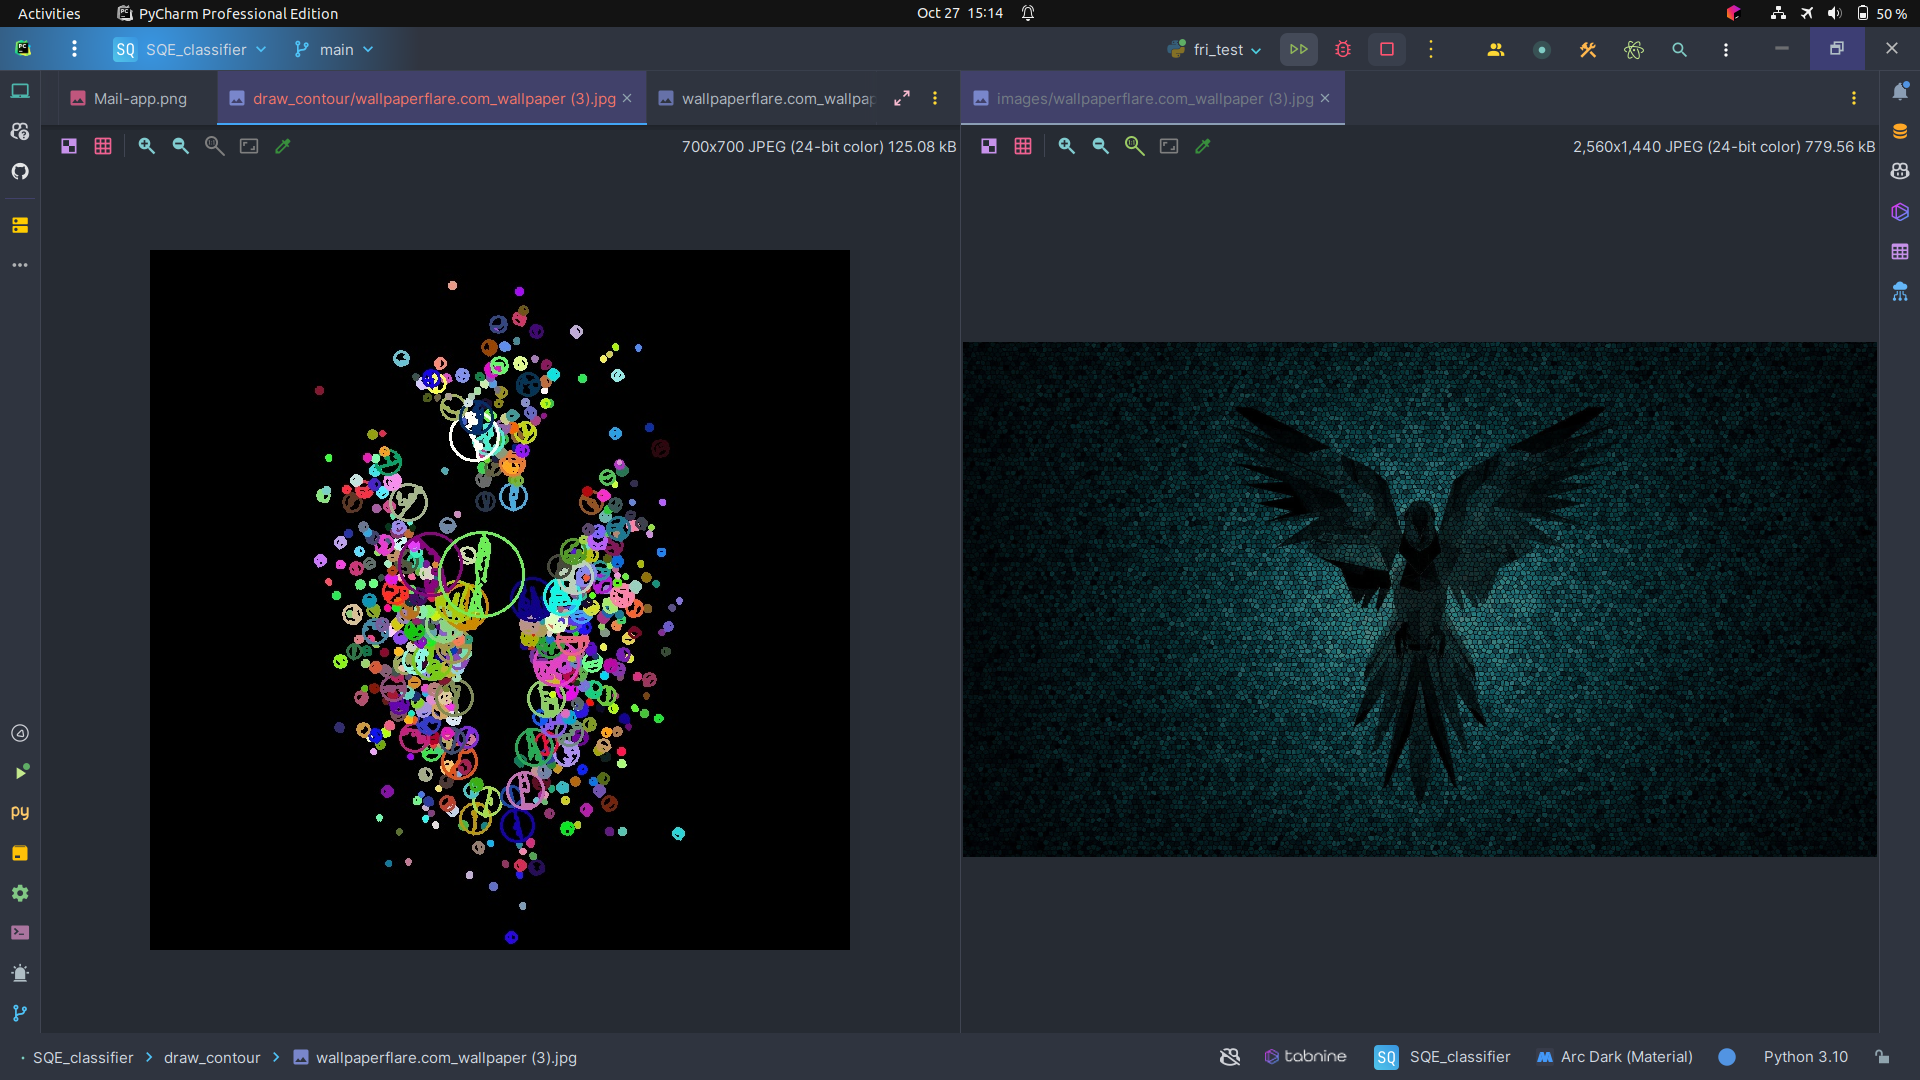 Activities PyCharm Professional Edition Oct 27 15:14 50 %
SQ SQE_classifier main fri_test
Mail-app.png draw_contour/wallpaperflare.com_wallpaper (3).jpg wallpaperflare.com_wallpap images/wallpaperflare.com_wallpaper (3).jpg
700x700 JPEG (24-bit color) 125.08 kB 2,560x1,440 JPEG (24-bit color) 779.56 kB
py
SQE_classifier draw_contour wallpaperflare.com_wallpaper (3).jpg tabnine SQ SQE_classifier Arc Dark (Material) Python 3.10